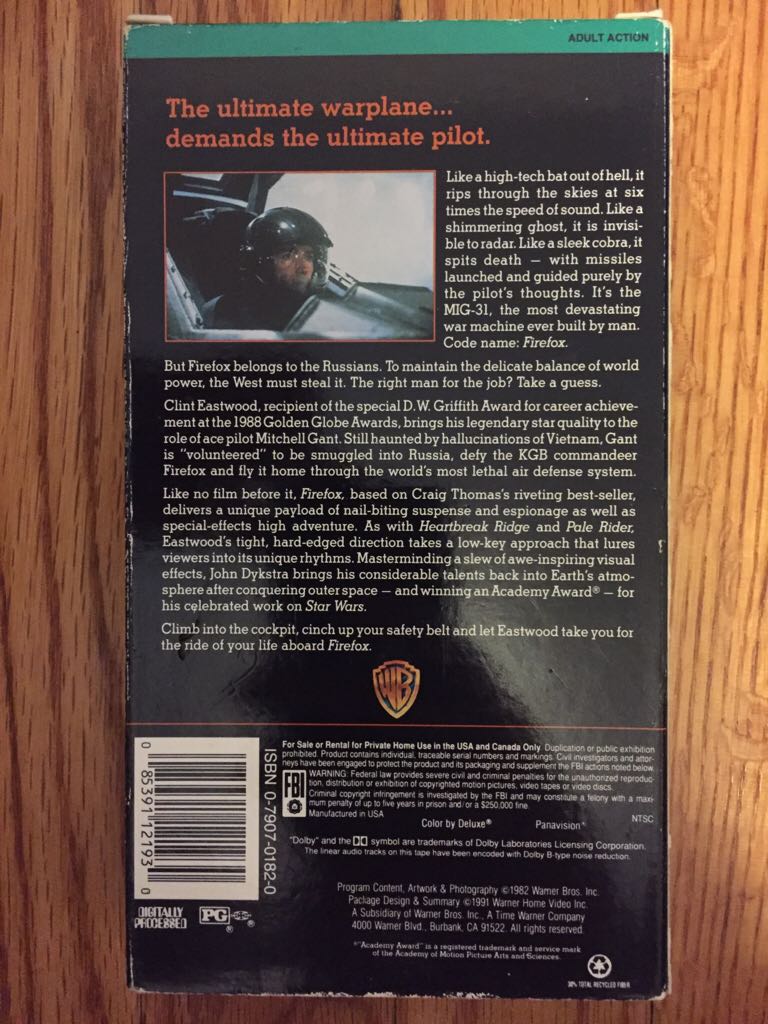 ADULT ACTION
The ultimate warplane...
demands the ultimate pilot.
Like a high-tech bat out of hell, it
rips through the skies at six
times the speed of sound. Like a
shimmering ghost, it is invisi-
ble to radar. Like a sleek cobra, it
spits death — with missiles
launched and guided purely by
the pilot's thoughts. It's the
MIG-31, the most devastating
war machine ever built by man.
Code name: Firefox.
But Firefox belongs to the Russians. To maintain the delicate balance of world
power, the West must steal it. The right man for the job? Take a guess.
Clint Eastwood, recipient of the special D.W. Griffith Award for career achieve-
ment at the 1988 Golden Globe Awards, brings his legendary star quality to the
role of ace pilot Mitchell Gant. Still haunted by hallucinations of Vietnam, Gant
is "volunteered" to be smuggled into Russia, defy the KGB commandeer
Firefox and fly it home through the world's most lethal air defense system.
Like no film before it, Firefox, based on Craig Thomas's riveting best-seller,
delivers a unique payload of nail-biting suspense and espionage as well as
special-effects high adventure. As with Heartbreak Ridge and Pale Rider,
Eastwood's tight, hard-edged direction takes a low-key approach that lures
viewers into its unique rhythms. Masterminding a slew of awe-inspiring visual
effects, John Dykstra brings his considerable talents back into Earth's atmo-
sphere after conquering outer space — and winning an Academy Award® — for
his celebrated work on Star Wars.
Climb into the cockpit, cinch up your safety belt and let Eastwood take you for
the ride of your life aboard Firefox.
WB
For Sale or Rental for Private Home Use in the USA and Canada Only. Duplication or public exhibition
prohibited. Product contains individual, traceable serial numbers and markings. Civil investigators and attor-
neys have been engaged to protect the product and its packaging and supplement the FBI actions noted below.
FBI
WARNING: Federal law provides severe civil and criminal penalties for the unauthorized reproduc-
tion, distribution or exhibition of copyrighted motion pictures, video tapes or video discs.
Criminal copyright infringement is investigated by the FBI and may constitute a felony with a maxi-
mum penalty of up to five years in prison and/or a $250,000 fine.
Manufactured in USA
Color by Deluxe® Panavision® NTSC
"Dolby" and the symbol are trademarks of Dolby Laboratories Licensing Corporation.
The linear audio tracks on this tape have been encoded with Dolby B-type noise reduction.
0 85391 12193 0
ISBN 0-7907-0182-0
DIGITALLY
PROCESSED
PG
Program Content, Artwork & Photography ©1982 Warner Bros. Inc.
Package Design & Summary ©1991 Warner Home Video Inc.
A Subsidiary of Warner Bros. Inc., A Time Warner Company
4000 Warner Blvd., Burbank, CA 91522. All rights reserved.
®"Academy Award" is a registered trademark and service mark
of the Academy of Motion Picture Arts and Sciences.
30% TOTAL RECYCLED FIBER